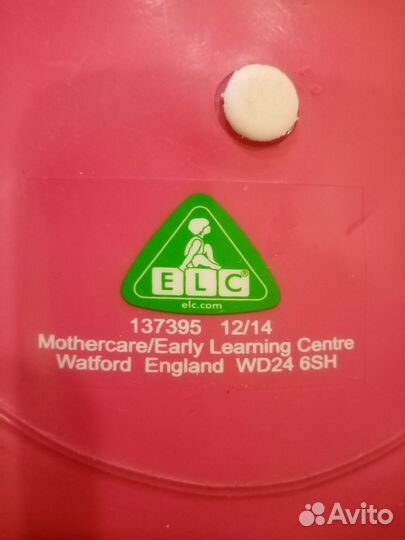 ELC®
elc.com
137395 12/14
Mothercare/Early Learning Centre
Watford England WD24 6SH
Avito